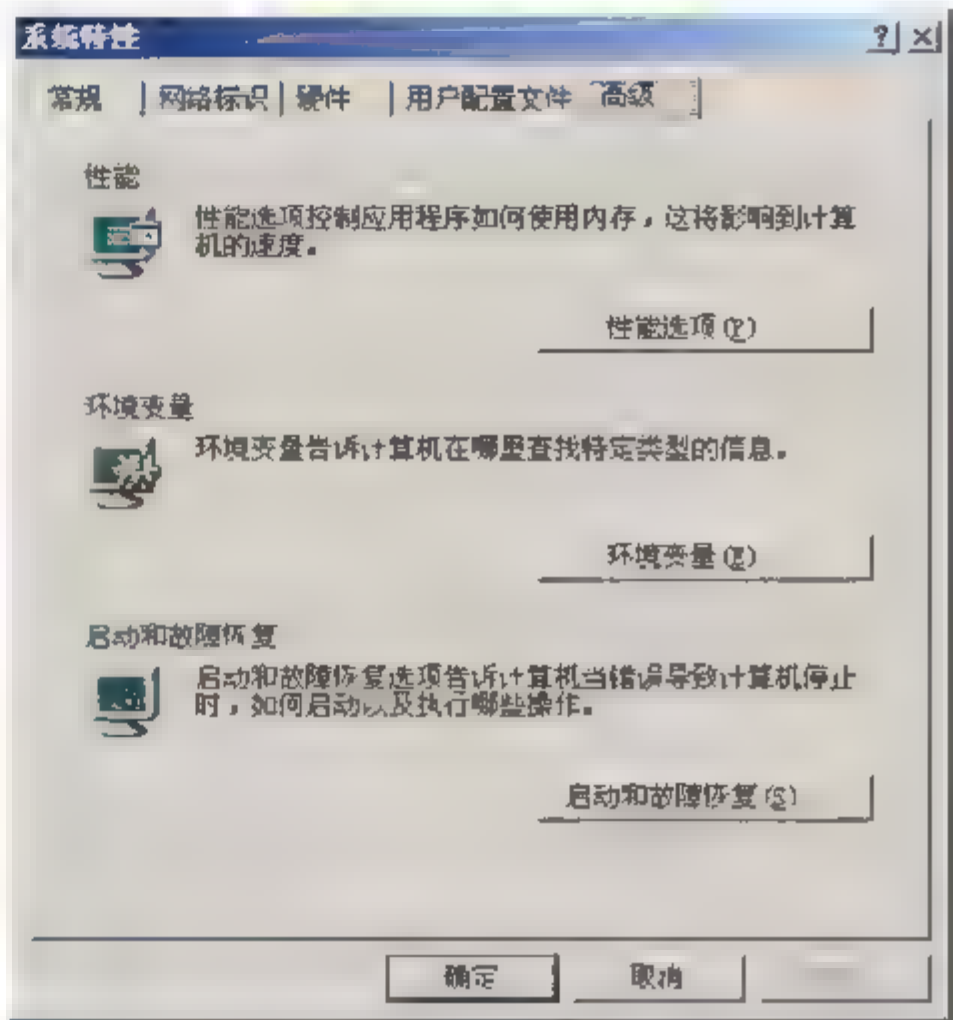 系统特性
常规 网络标识 硬件 用户配置文件 高级
性能
性能选项控制应用程序如何使用内存，这将影响到计算
机的速度。
性能选项(P)
环境变量
环境变量告诉计算机在哪里查找特定类型的信息。
环境变量(E)
启动和故障恢复
启动和故障恢复选项告诉计算机当错误导致计算机停止
时，如何启动以及执行哪些操作。
启动和故障恢复(S)
确定 取消